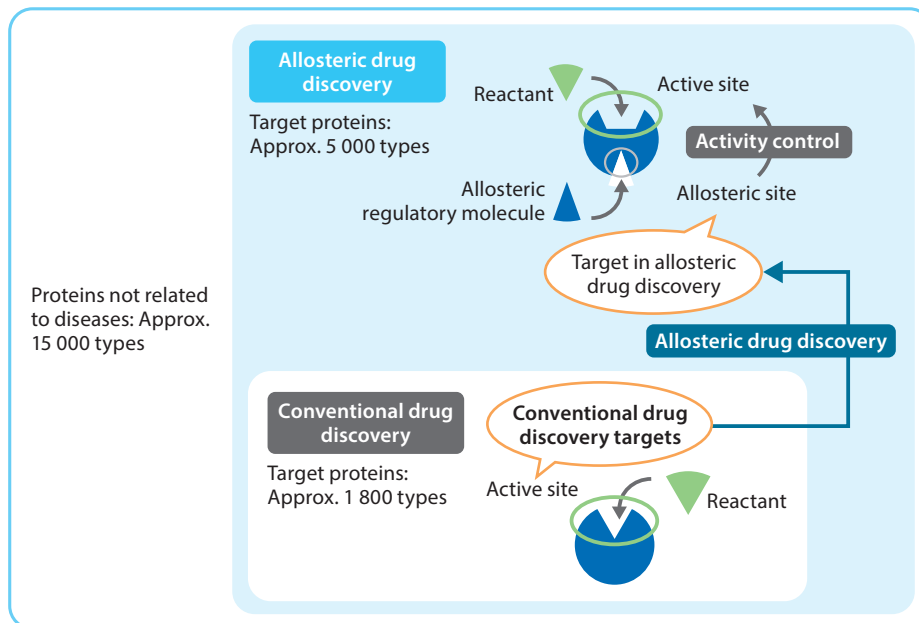 Allosteric drug
discovery
Target proteins:
Approx. 5 000 types
Reactant
Active site
Activity control
Allosteric
regulatory molecule
Allosteric site
Target in allosteric
drug discovery
Proteins not related
to diseases: Approx.
15 000 types
Allosteric drug discovery
Conventional drug
discovery
Target proteins:
Approx. 1 800 types
Conventional drug
discovery targets
Active site
Reactant